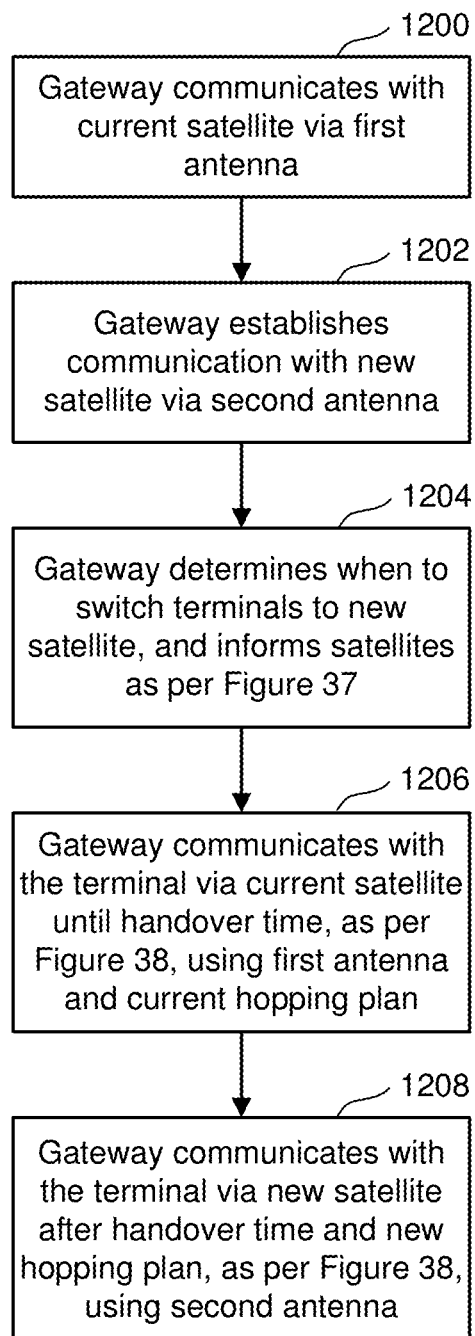 1200
Gateway communicates with
current satellite via first
antenna
1202
Gateway establishes
communication with new
satellite via second antenna
1204
Gateway determines when to
switch terminals to new
satellite, and informs satellites
as per Figure 37
1206
Gateway communicates with
the terminal via current satellite
until handover time, as per
Figure 38, using first antenna
and current hopping plan
1208
Gateway communicates with
the terminal via new satellite
after handover time and new
hopping plan, as per Figure 38,
using second antenna